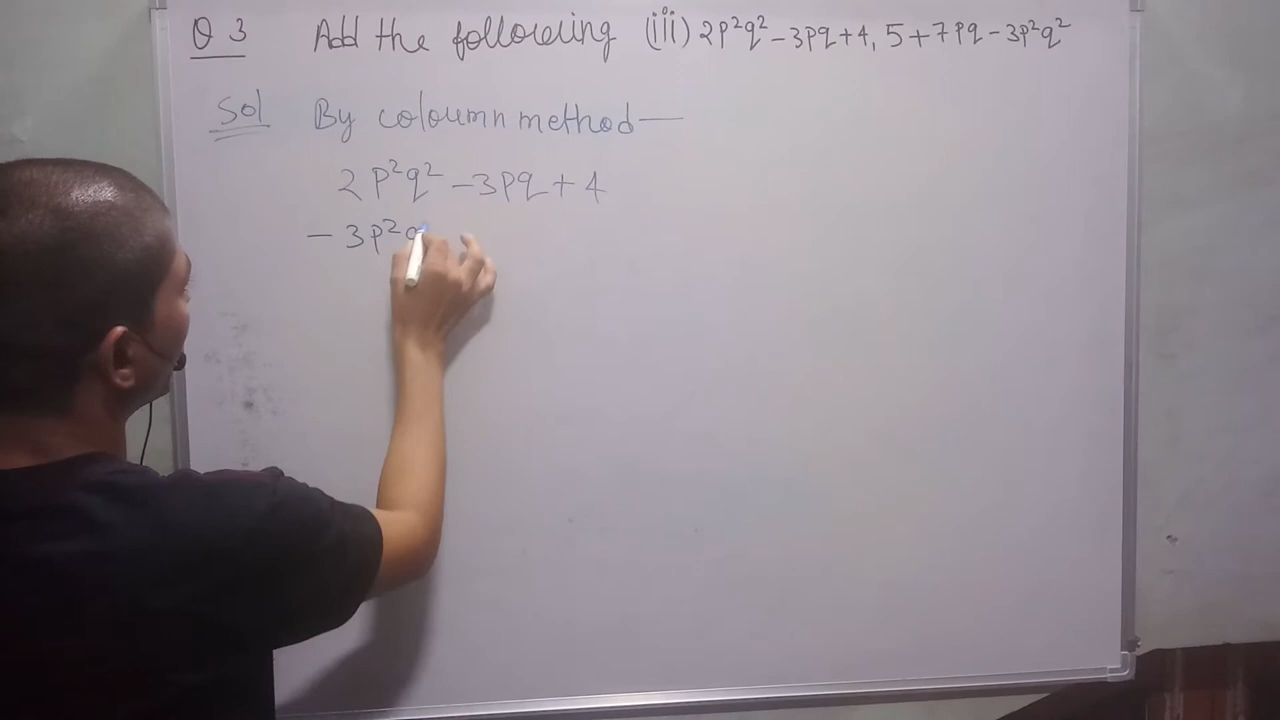 Q 3 Add the following (iii) 2p²q² - 3pq + 4, 5 + 7pq - 3p²q²
Sol By coloumn method —
2p²q² - 3pq + 4
- 3p²q